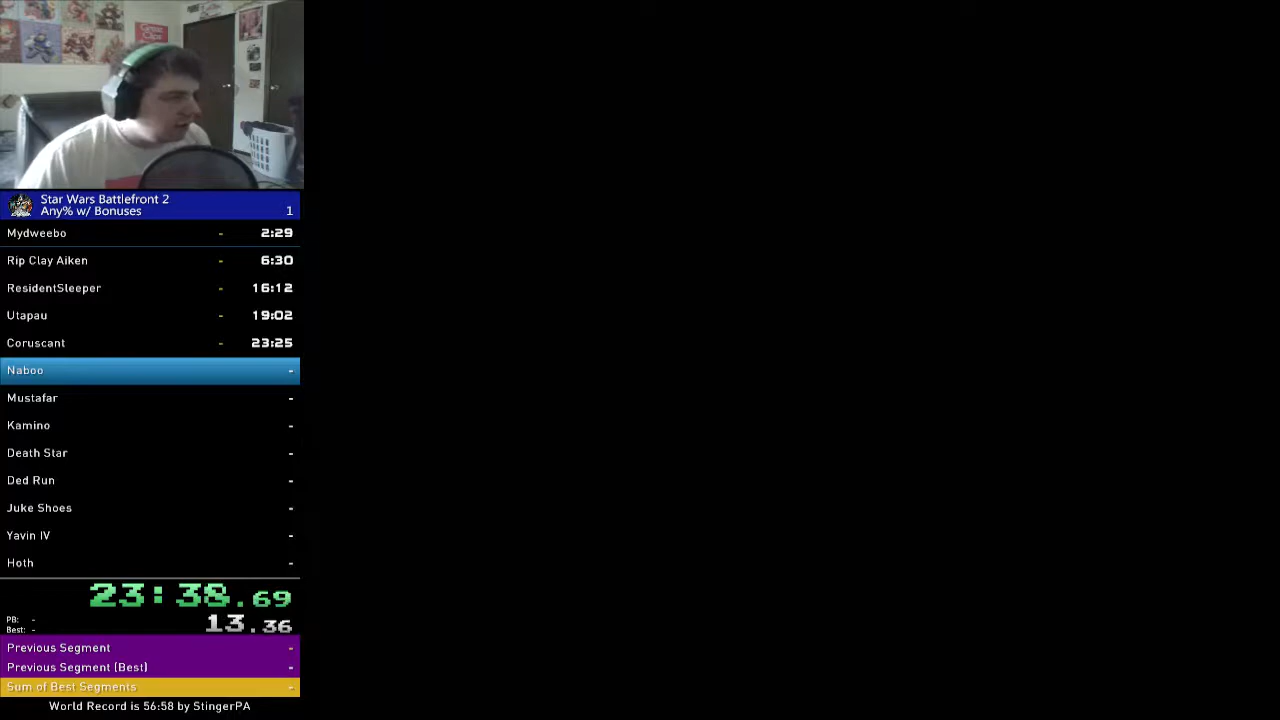 Great Clips
Star Wars Battlefront 2
Any% w/ Bonuses 1
Mydweebo - 2:29
Rip Clay Aiken - 6:30
ResidentSleeper - 16:12
Utapau - 19:02
Coruscant - 23:25
Naboo -
Mustafar -
Kamino -
Death Star -
Ded Run -
Juke Shoes -
Yavin IV -
Hoth -
23:38.69
PB: - 13.36
Best: -
Previous Segment -
Previous Segment (Best) -
Sum of Best Segments -
World Record is 56:58 by StingerPA